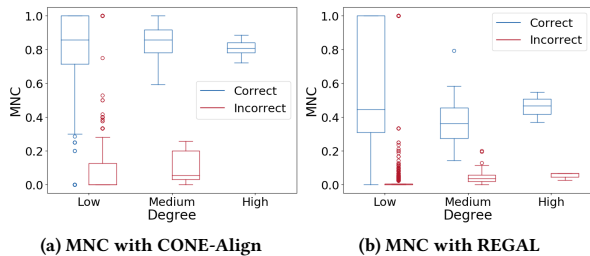 1.0
0.8
0.6
0.4
0.2
0.0
MNC
Correct
Incorrect
Low
Medium
High
Degree
(a) MNC with CONE-Align
1.0
0.8
0.6
0.4
0.2
0.0
MNC
Correct
Incorrect
Low
Medium
High
Degree
(b) MNC with REGAL